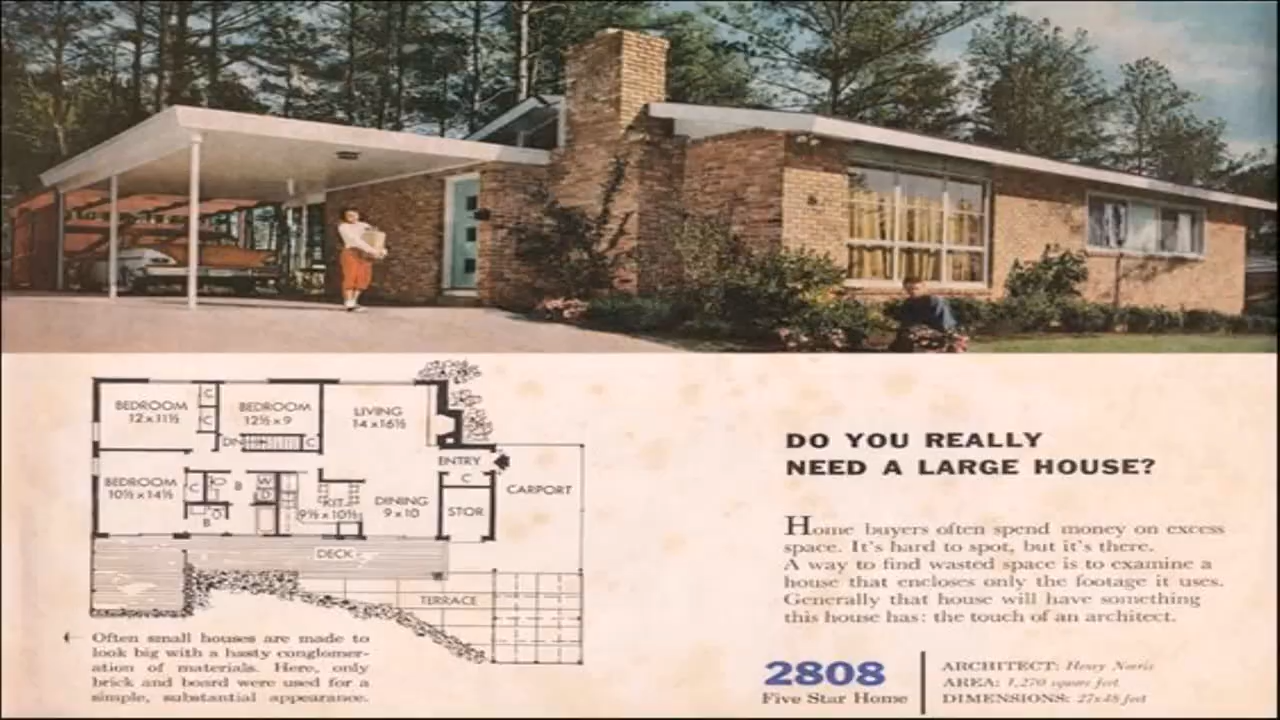 BEDROOM
12 x 11½
C
C
BEDROOM
12½ x 9
LIVING
14 x 16½
DN
C
ENTRY
C
BEDROOM
10½ x 14½
C
B
W
D
B
KIT.
9½ x 10½
DINING
9 x 10
STOR
CARPORT
DECK
TERRACE
Often small houses are made to
look big with a hasty conglomer-
ation of materials. Here, only
brick and board were used for a
simple, substantial appearance.
DO YOU REALLY
NEED A LARGE HOUSE?
Home buyers often spend money on excess
space. It's hard to spot, but it's there.
A way to find wasted space is to examine a
house that encloses only the footage it uses.
Generally that house will have something
this house has: the touch of an architect.
2808
Five Star Home
ARCHITECT: Henry Norris
AREA: 1,270 square feet
DIMENSIONS: 27x48 feet